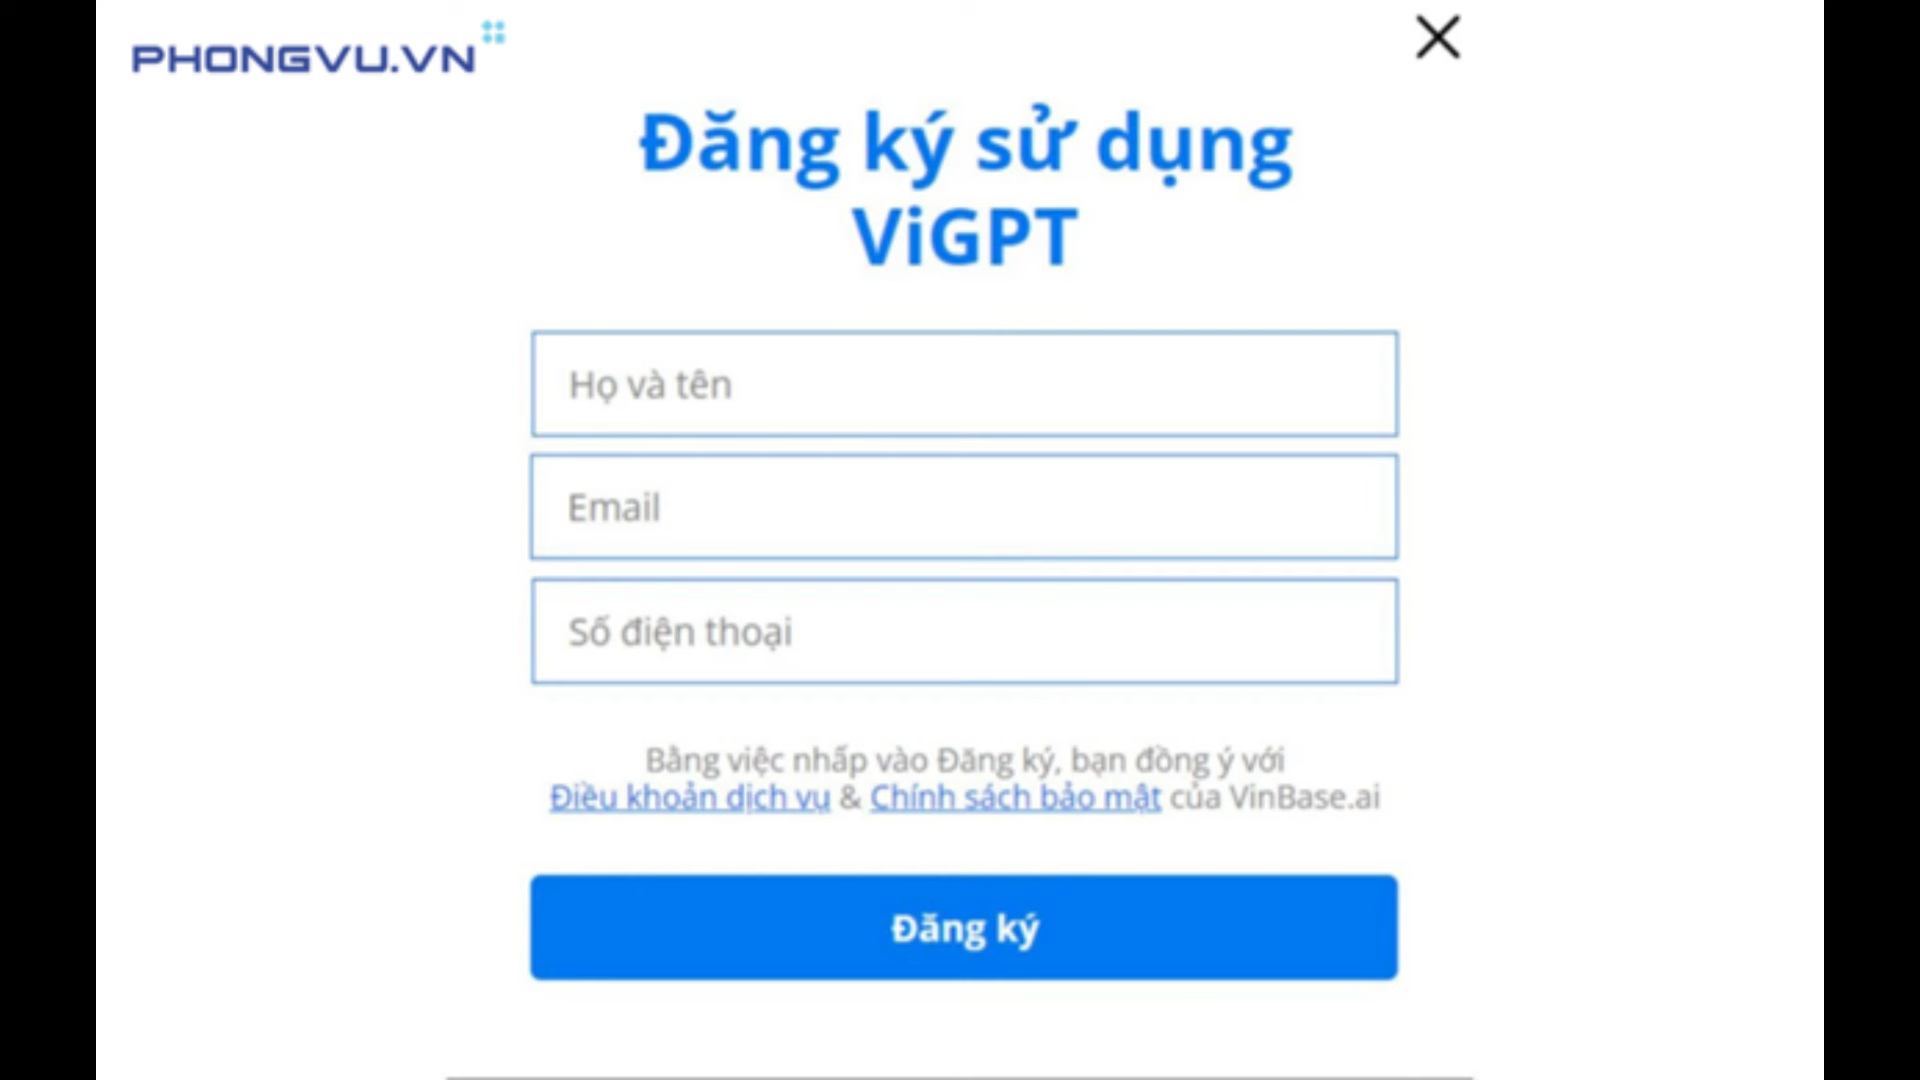 PHONGVU.VN
Đăng ký sử dụng
ViGPT
Họ và tên
Email
Số điện thoại
Bằng việc nhấp vào Đăng ký, bạn đồng ý với
Điều khoản dịch vụ & Chính sách bảo mật của VinBase.ai
Đăng ký